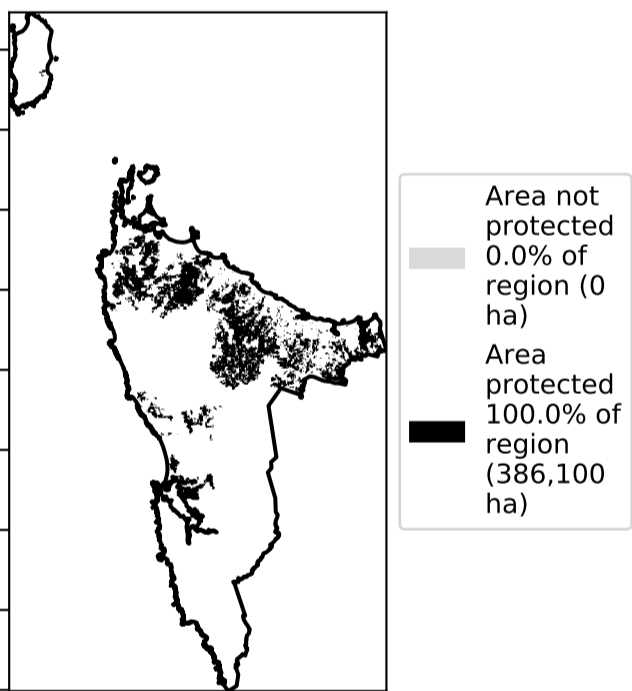 Area not
protected
0.0% of
region (0
ha)
Area
protected
100.0% of
region
(386,100
ha)